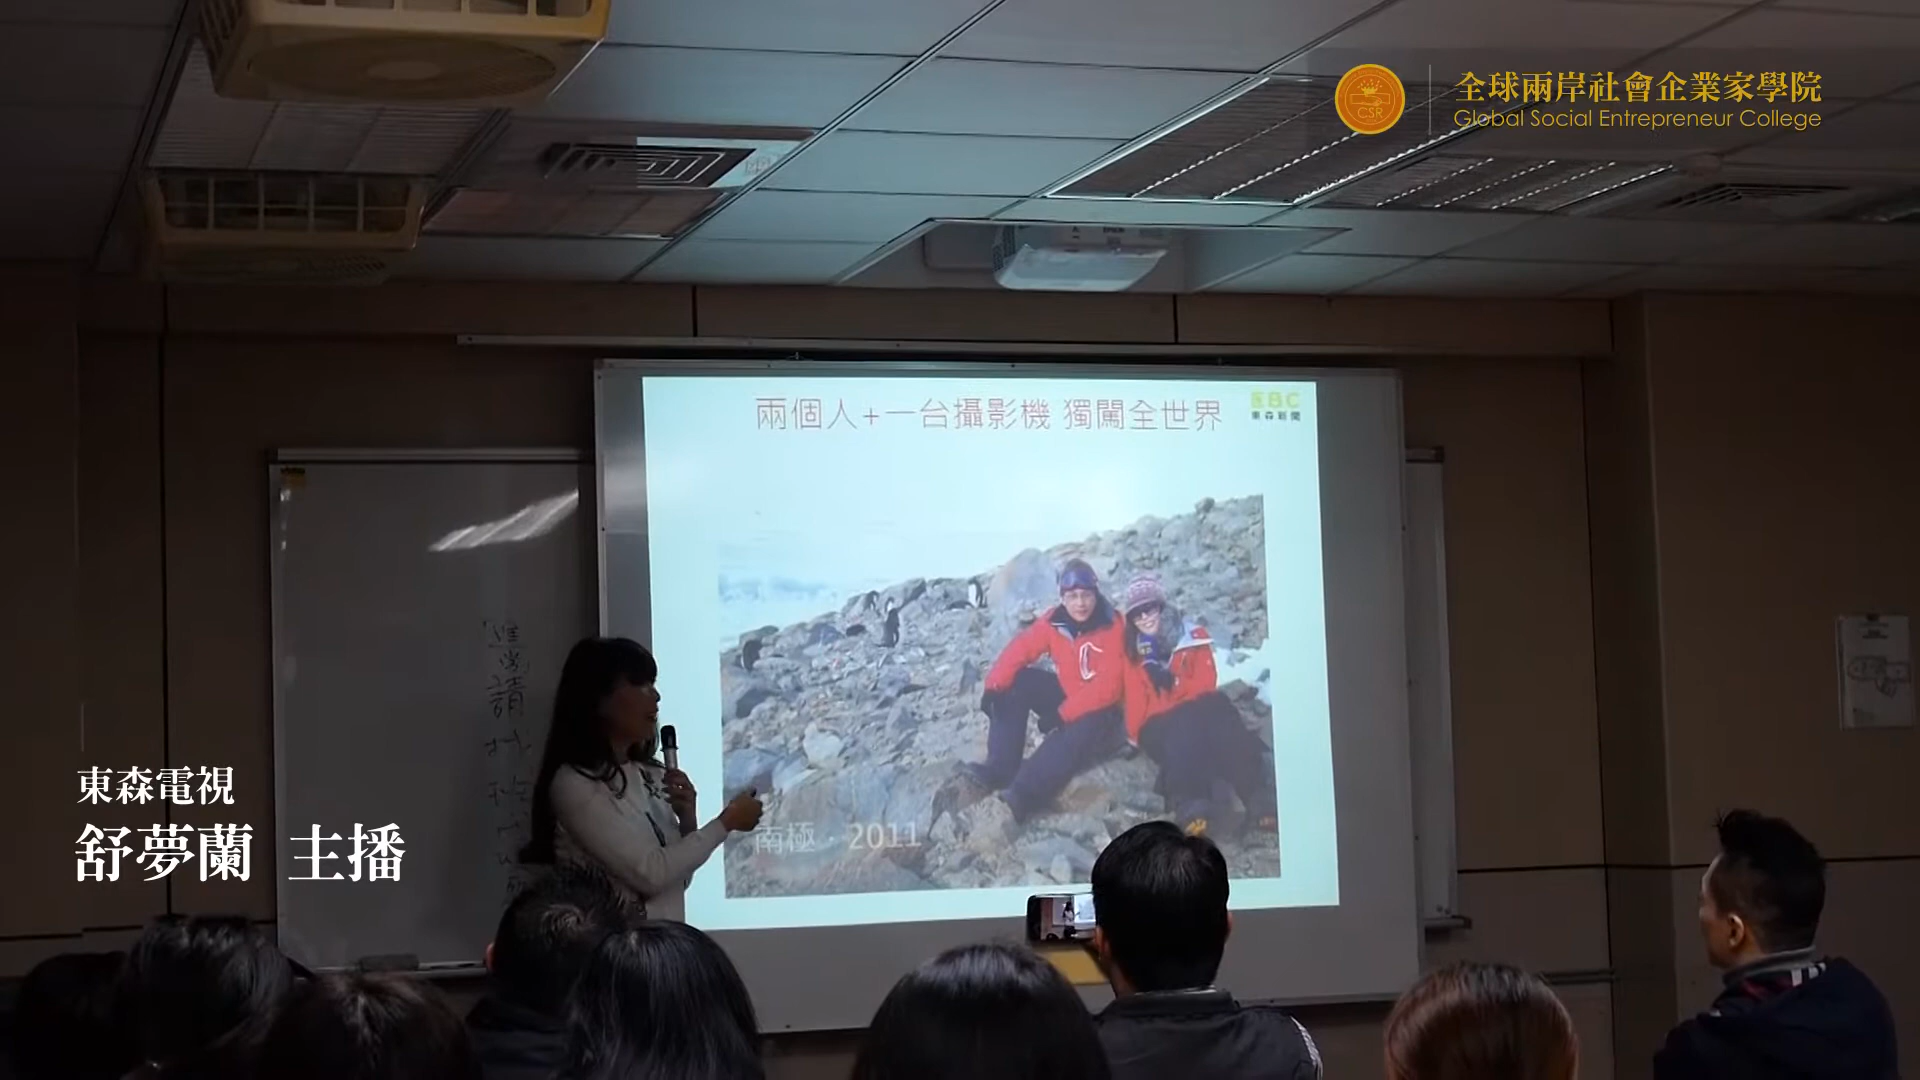 全球兩岸社會企業家學院
Global Social Entrepreneur College
CSR
兩個人+一台攝影機 獨闖全世界
EBC
東森新聞
南極・2011
東森電視
舒夢蘭 主播